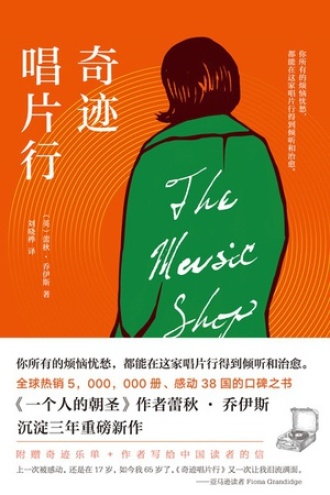 奇迹
唱片行
你所有的烦恼忧愁,
都能在这家唱片行得到倾听和治愈。
(英) 蕾秋·乔伊斯 著
刘晓桦 译
The
Music
Shop
你所有的烦恼忧愁,都能在这家唱片行得到倾听和治愈。
全球热销5,000,000册、感动38国的口碑之书
《一个人的朝圣》作者蕾秋·乔伊斯
沉淀三年重磅新作
附赠奇迹乐单+作者写给中国读者的信
上一次被感动,还是在17岁,如今我65岁了,《奇迹唱片行》又一次让我泪流满面。
——亚马逊读者 Fiona Grandidge